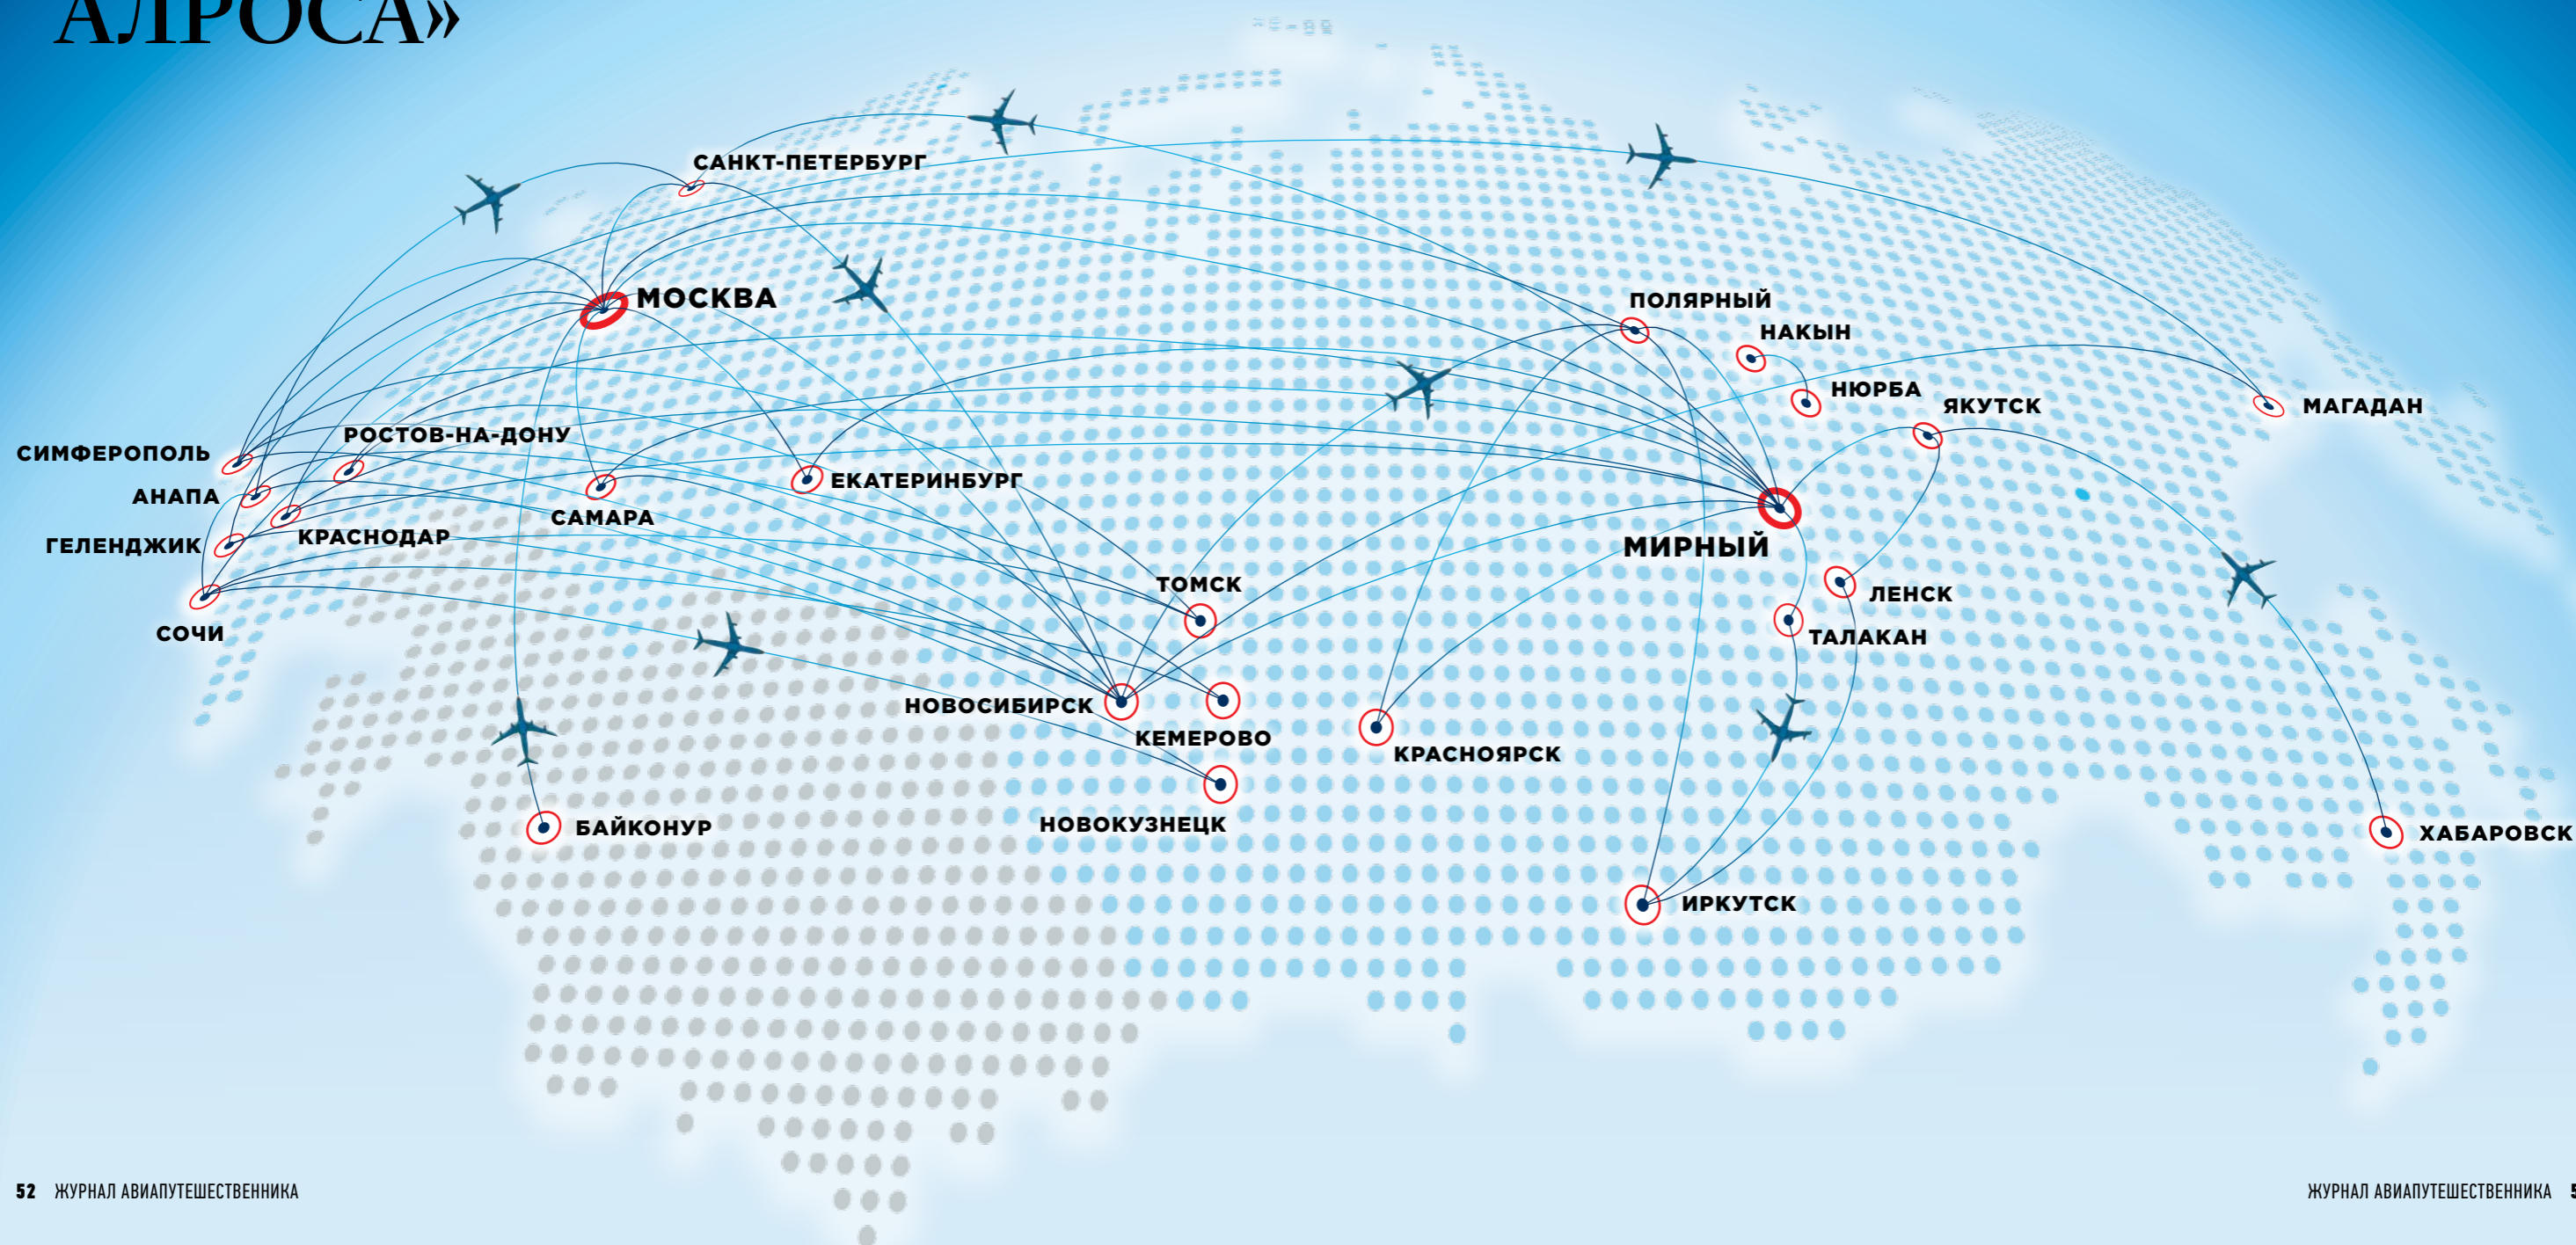 АЛРОСА»
САНКТ-ПЕТЕРБУРГ
МОСКВА
ПОЛЯРНЫЙ
НАКЫН
НЮРБА
ЯКУТСК
МАГАДАН
СИМФЕРОПОЛЬ
РОСТОВ-НА-ДОНУ
АНАПА
ЕКАТЕРИНБУРГ
САМАРА
КРАСНОДАР
ГЕЛЕНДЖИК
МИРНЫЙ
ТОМСК
ЛЕНСК
СОЧИ
ТАЛАКАН
НОВОСИБИРСК
КЕМЕРОВО
КРАСНОЯРСК
НОВОКУЗНЕЦК
БАЙКОНУР
ХАБАРОВСК
ИРКУТСК
52 ЖУРНАЛ АВИАПУТЕШЕСТВЕННИКА
ЖУРНАЛ АВИАПУТЕШЕСТВЕННИКА